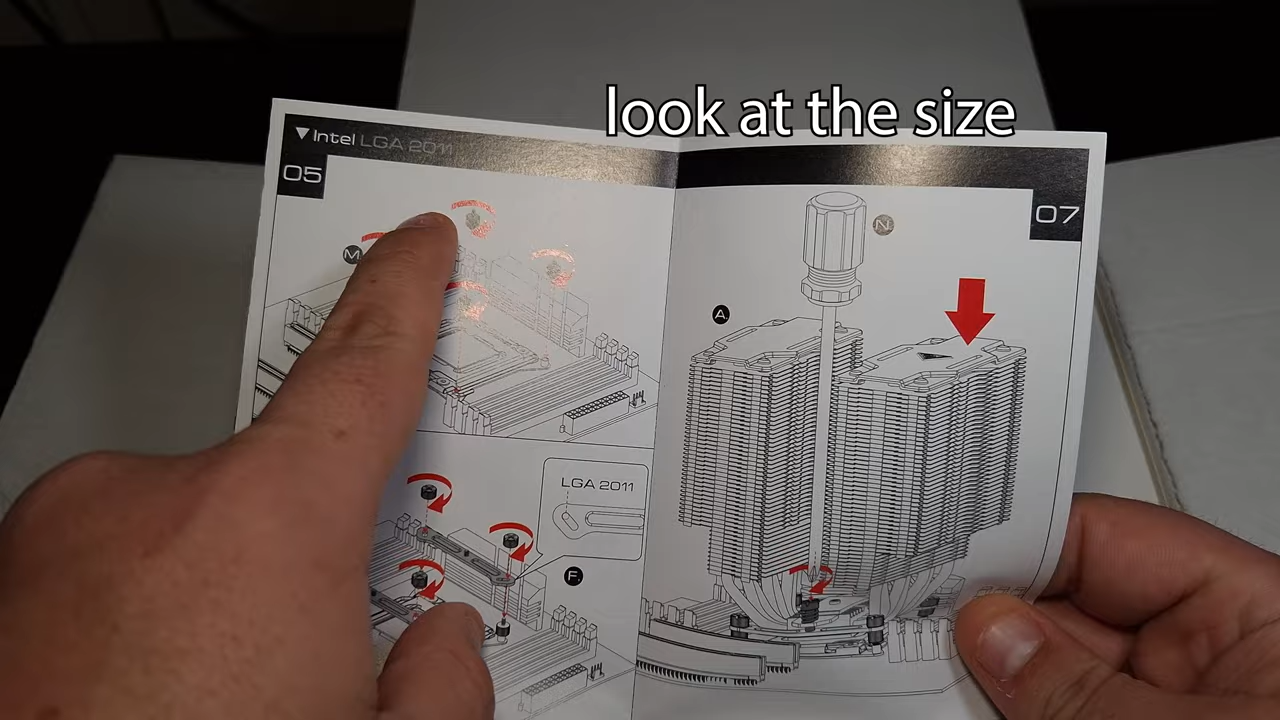 look at the size
▼Intel LGA 2011
05
M.
LGA 2011
F.
07
N.
A.